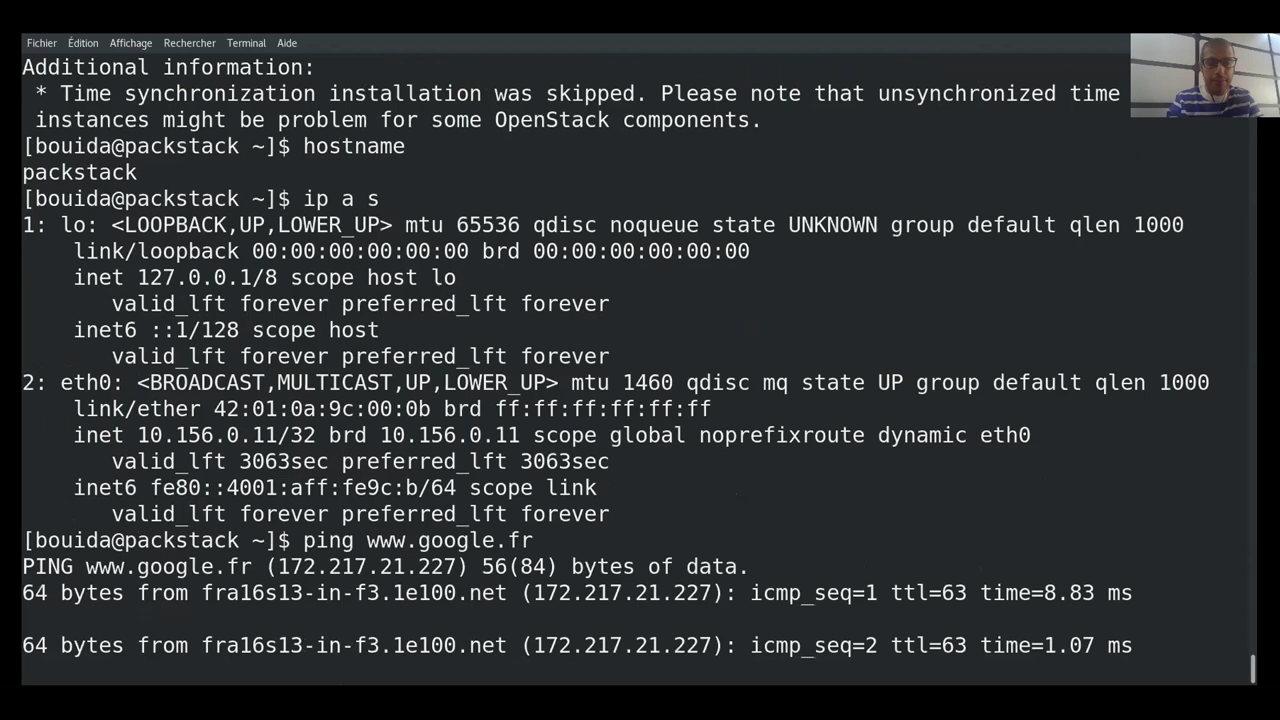 Fichier Édition Affichage Rechercher Terminal Aide
Additional information:
* Time synchronization installation was skipped. Please note that unsynchronized time
instances might be problem for some OpenStack components.
[bouida@packstack ~]$ hostname
packstack
[bouida@packstack ~]$ ip a s
1: lo: <LOOPBACK,UP,LOWER_UP> mtu 65536 qdisc noqueue state UNKNOWN group default qlen 1000
link/loopback 00:00:00:00:00:00 brd 00:00:00:00:00:00
inet 127.0.0.1/8 scope host lo
valid_lft forever preferred_lft forever
inet6 ::1/128 scope host
valid_lft forever preferred_lft forever
2: eth0: <BROADCAST,MULTICAST,UP,LOWER_UP> mtu 1460 qdisc mq state UP group default qlen 1000
link/ether 42:01:0a:9c:00:0b brd ff:ff:ff:ff:ff:ff
inet 10.156.0.11/32 brd 10.156.0.11 scope global noprefixroute dynamic eth0
valid_lft 3063sec preferred_lft 3063sec
inet6 fe80::4001:aff:fe9c:b/64 scope link
valid_lft forever preferred_lft forever
[bouida@packstack ~]$ ping www.google.fr
PING www.google.fr (172.217.21.227) 56(84) bytes of data.
64 bytes from fra16s13-in-f3.1e100.net (172.217.21.227): icmp_seq=1 ttl=63 time=8.83 ms
64 bytes from fra16s13-in-f3.1e100.net (172.217.21.227): icmp_seq=2 ttl=63 time=1.07 ms